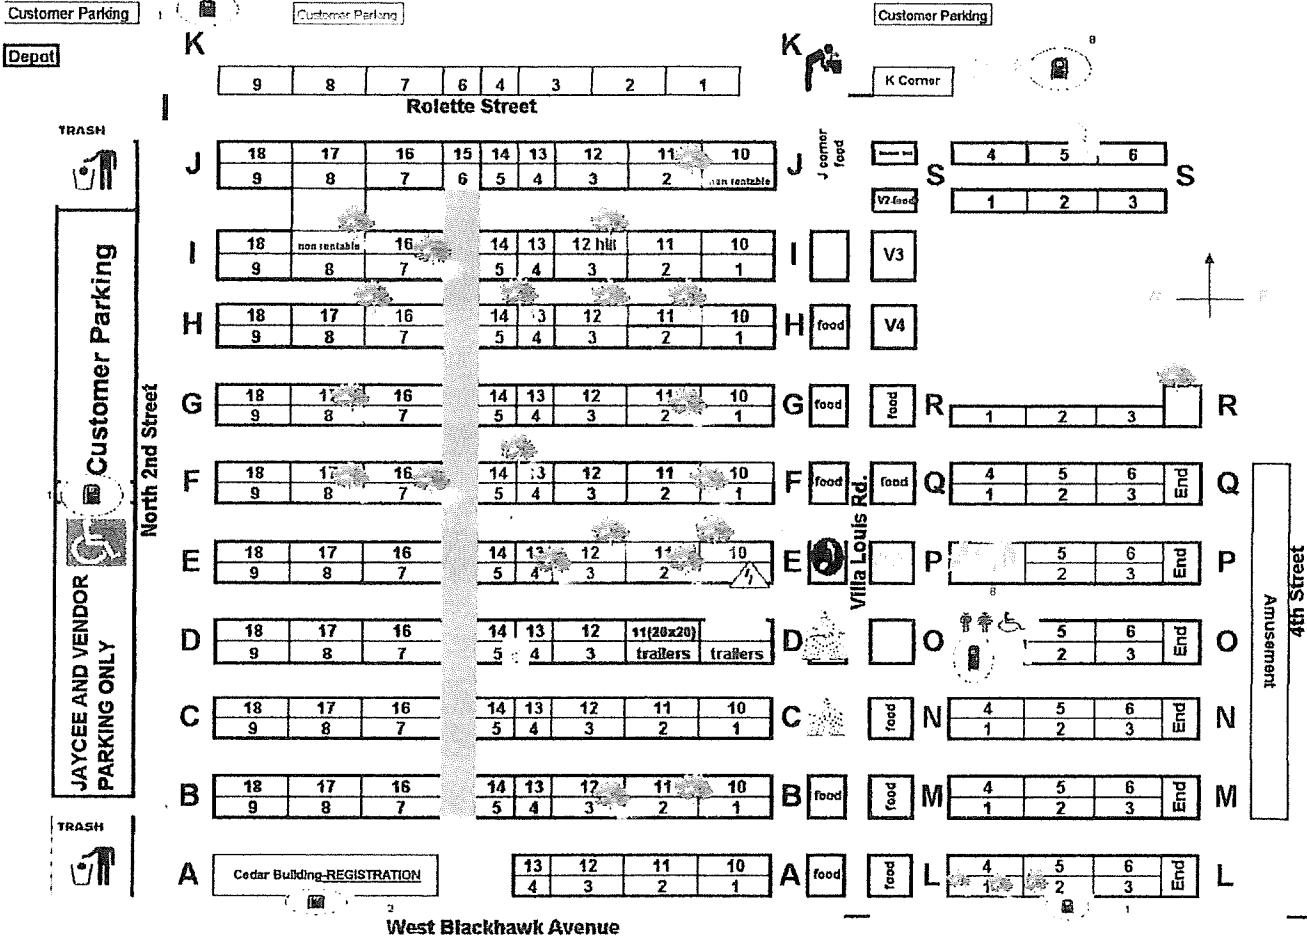 Customer Parking 1 Customer Parking Customer Parking
Depot
K K 8
K Corner
9 8 7 6 4 3 2 1
Rolette Street
TRASH
18 17 16 15 14 13 12 11 10
J J J corner food S 4 5 6 S
9 8 7 6 5 4 3 2 non rentable
V2-food 1 2 3
18 non rentable 16 14 13 12 hlit 11 10
I I V3
9 8 7 5 4 3 2 1
18 17 16 14 3 12 11 10
H H food V4
9 8 7 5 4 3 2 1
Customer Parking
North 2nd Street
18 16 14 13 12 11 10
G G food food R 1 2 3 R
9 8 7 5 4 3 2 1
18 16 14 3 12 11 10 4 5 6
F F food food Q End Q
9 8 7 5 4 3 2 1 1 2 3
Villa Louis Rd.
18 17 16 14 13 12 11 10 5 6
E E P End P
9 8 7 5 4 3 2 2 3
8
JAYCEE AND VENDOR
PARKING ONLY
18 17 16 14 13 12 11(20x20) 5 6
D D O End O
9 8 7 5 4 3 trailers trailers 2 3
Amusement
4th Street
18 17 16 14 13 12 11 10 4 5 6
C C food N End N
9 8 7 5 4 3 2 1 1 2 3
18 17 16 14 13 12 11 10 4 5 6
B B food food M End M
9 8 7 5 4 3 2 1 1 2 3
TRASH
13 12 11 10 4 5 6
A Cedar Building-REGISTRATION A food food L End L
4 3 2 1 1 2 3
2 1
West Blackhawk Avenue